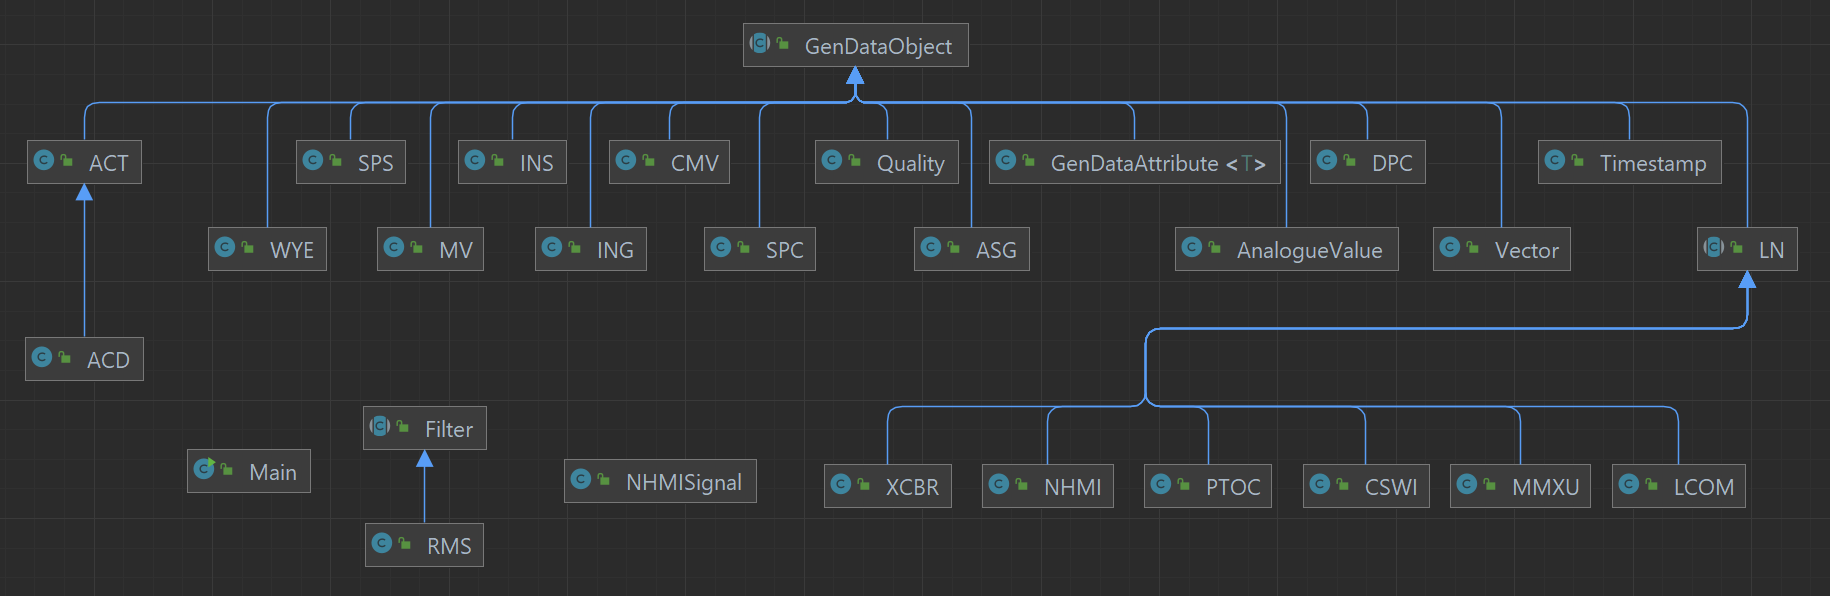 GenDataObject
ACT
SPS
INS
CMV
Quality
GenDataAttribute <T>
DPC
Timestamp
WYE
MV
ING
SPC
ASG
AnalogueValue
Vector
LN
ACD
Filter
Main
NHMISignal
XCBR
NHMI
PTOC
CSWI
MMXU
LCOM
RMS